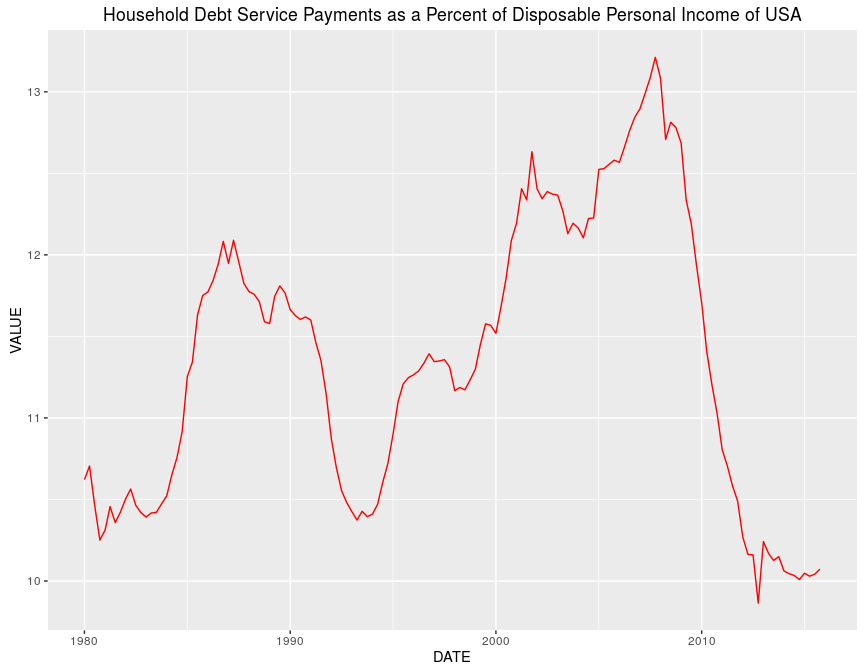 Household Debt Service Payments as a Percent of Disposable Personal Income of USA
13
12
11
10
VALUE
1980 1990 2000 2010
DATE